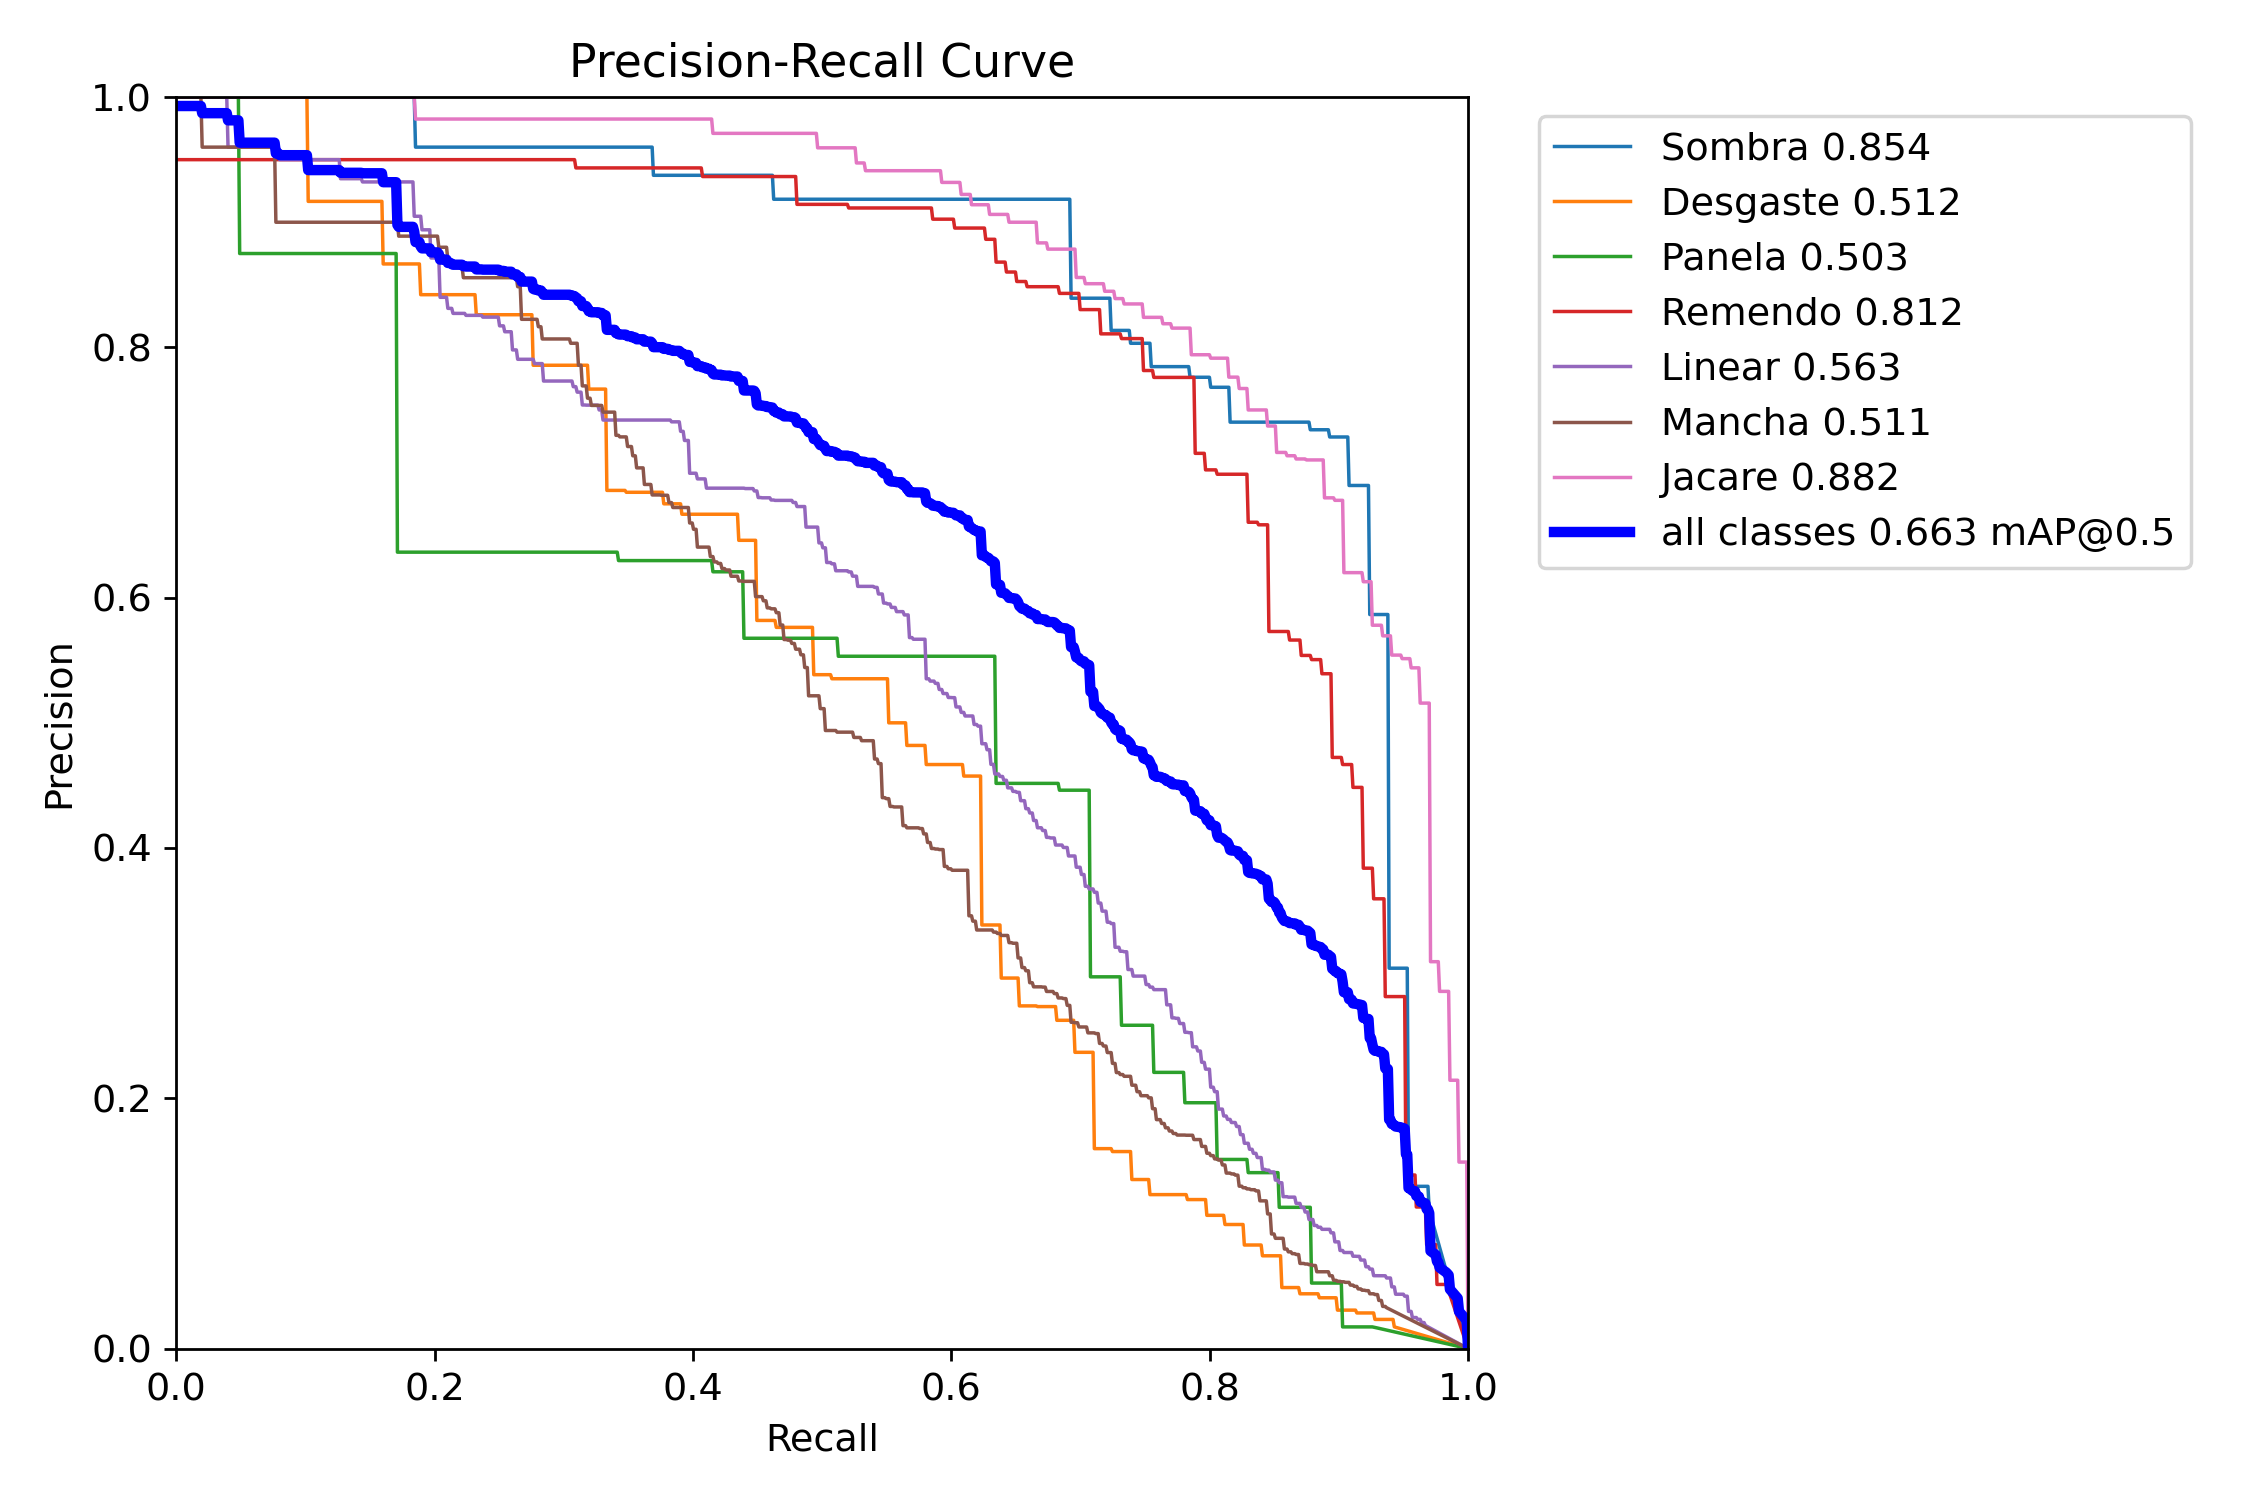 Precision-Recall Curve
1.0
0.8
0.6
0.4
0.2
0.0
Precision
0.0 0.2 0.4 0.6 0.8 1.0
Recall
Sombra 0.854
Desgaste 0.512
Panela 0.503
Remendo 0.812
Linear 0.563
Mancha 0.511
Jacare 0.882
all classes 0.663 mAP@0.5